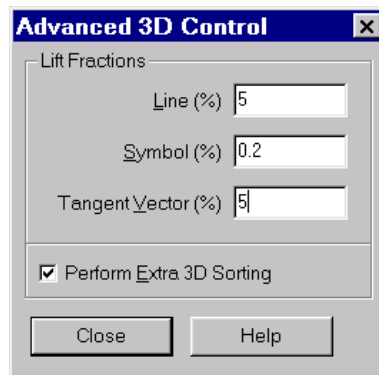 Advanced 3D Control
Lift Fractions
Line (%) 5
Symbol (%) 0.2
Tangent Vector (%) 5
Perform Extra 3D Sorting
Close Help